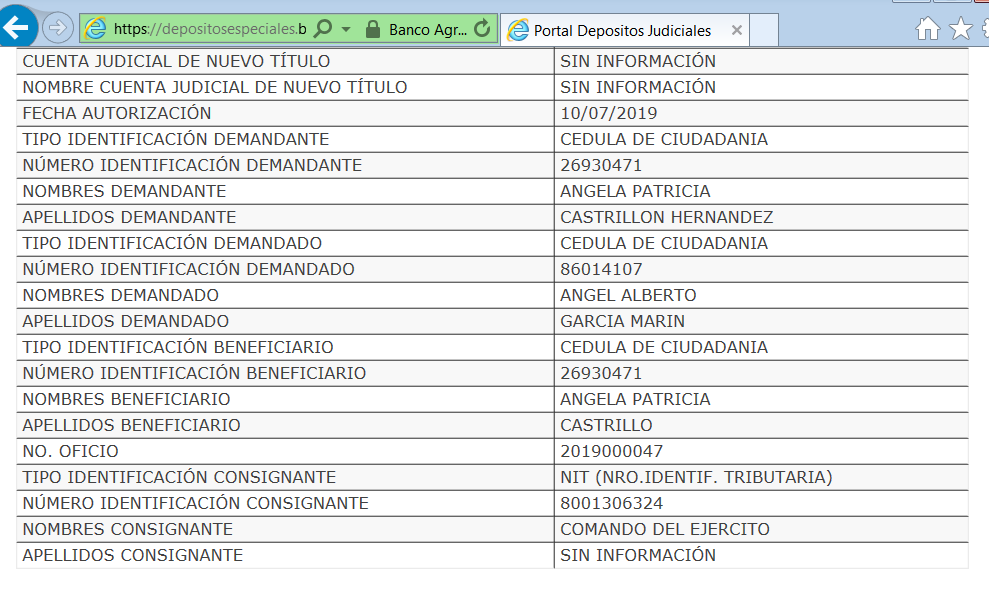 https://depositosespeciales.b Banco Agr... Portal Depositos Judiciales
CUENTA JUDICIAL DE NUEVO TÍTULO SIN INFORMACIÓN
NOMBRE CUENTA JUDICIAL DE NUEVO TÍTULO SIN INFORMACIÓN
FECHA AUTORIZACIÓN 10/07/2019
TIPO IDENTIFICACIÓN DEMANDANTE CEDULA DE CIUDADANIA
NÚMERO IDENTIFICACIÓN DEMANDANTE 26930471
NOMBRES DEMANDANTE ANGELA PATRICIA
APELLIDOS DEMANDANTE CASTRILLON HERNANDEZ
TIPO IDENTIFICACIÓN DEMANDADO CEDULA DE CIUDADANIA
NÚMERO IDENTIFICACIÓN DEMANDADO 86014107
NOMBRES DEMANDADO ANGEL ALBERTO
APELLIDOS DEMANDADO GARCIA MARIN
TIPO IDENTIFICACIÓN BENEFICIARIO CEDULA DE CIUDADANIA
NÚMERO IDENTIFICACIÓN BENEFICIARIO 26930471
NOMBRES BENEFICIARIO ANGELA PATRICIA
APELLIDOS BENEFICIARIO CASTRILLO
NO. OFICIO 2019000047
TIPO IDENTIFICACIÓN CONSIGNANTE NIT (NRO.IDENTIF. TRIBUTARIA)
NÚMERO IDENTIFICACIÓN CONSIGNANTE 8001306324
NOMBRES CONSIGNANTE COMANDO DEL EJERCITO
APELLIDOS CONSIGNANTE SIN INFORMACIÓN